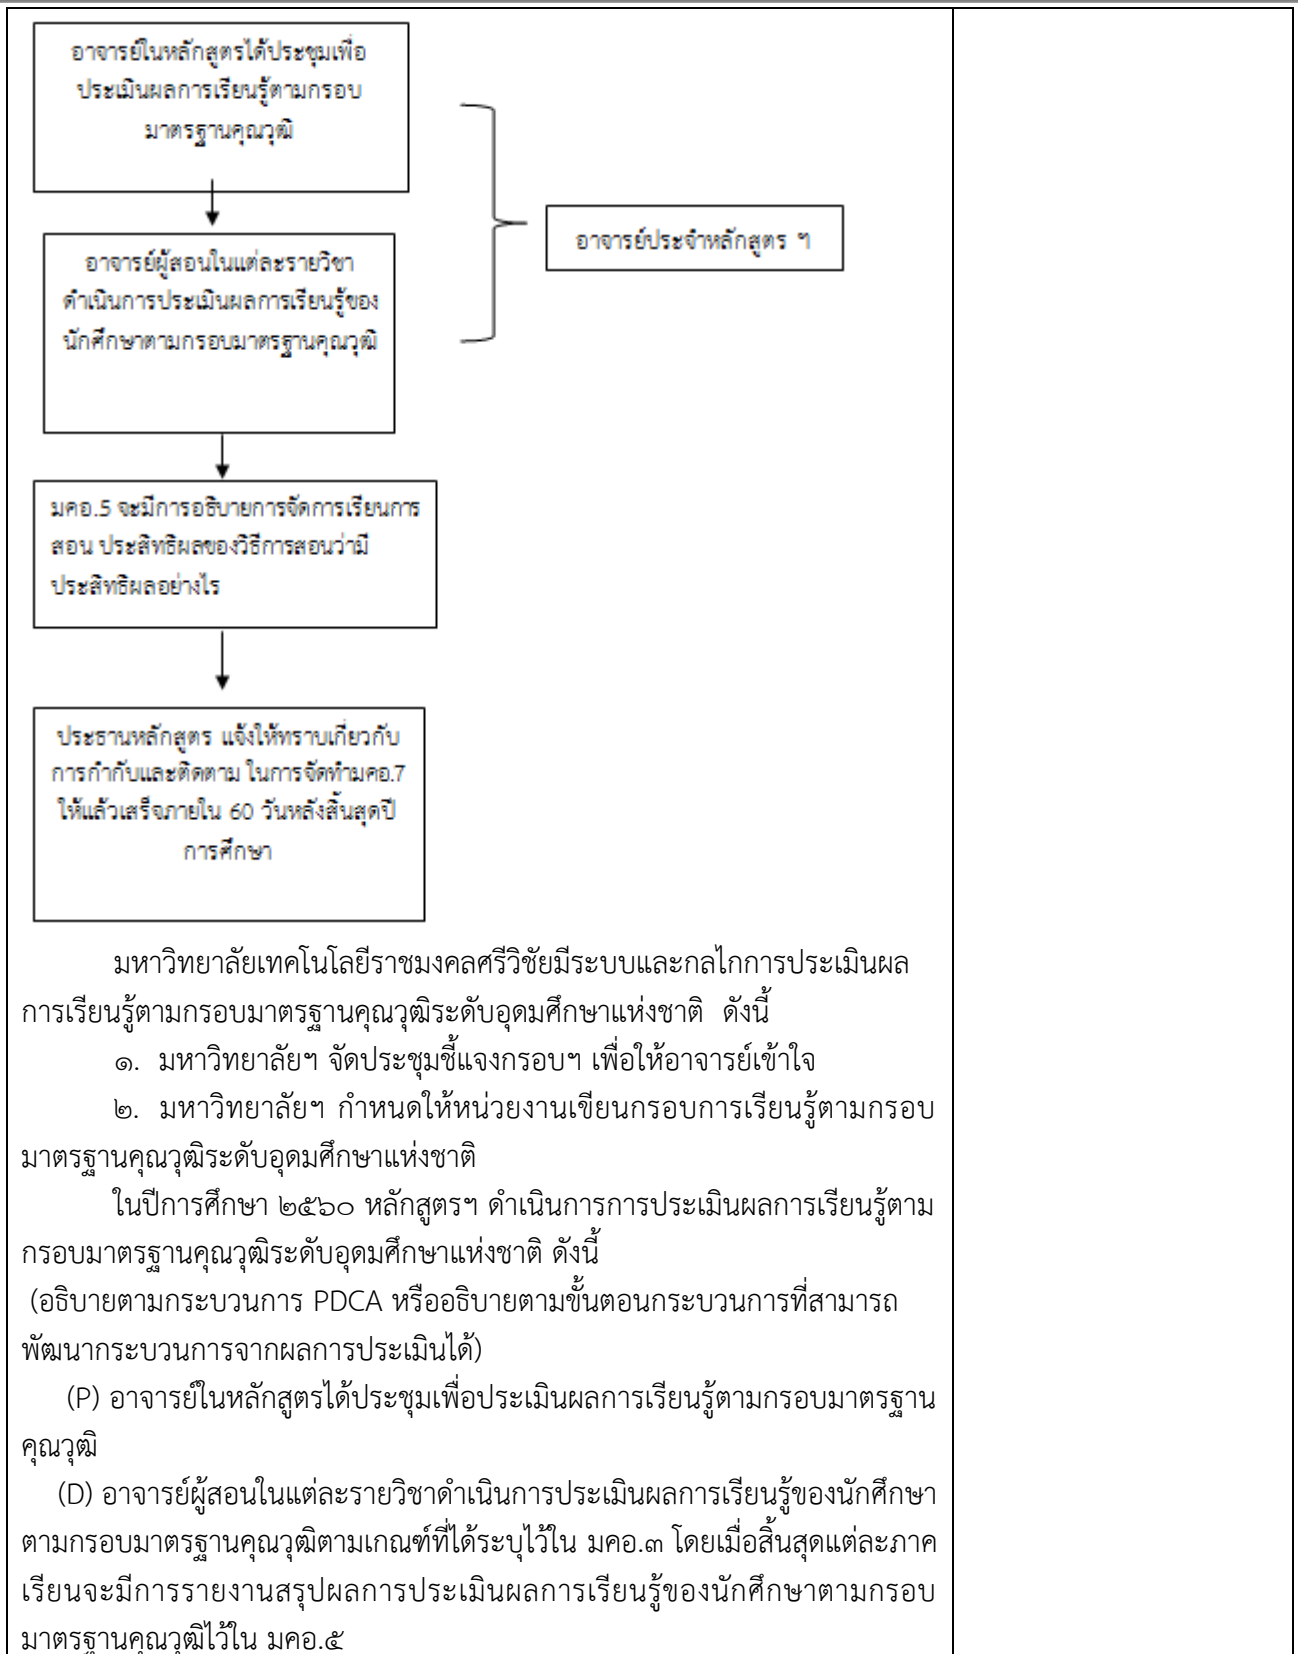 อาจารย์ในหลักสูตรได้ประชุมเพื่อ
ประเมินผลการเรียนรู้ตามกรอบ
มาตรฐานคุณวุฒิ
อาจารย์ประจำหลักสูตร ฯ
อาจารย์ผู้สอนในแต่ละรายวิชา
ดำเนินการประเมินผลการเรียนรู้ของ
นักศึกษาตามกรอบมาตรฐานคุณวุฒิ
มคอ.5 จะมีการอธิบายการจัดการเรียนการ
สอน ประสิทธิผลของวิธีการสอนว่ามี
ประสิทธิผลอย่างไร
ประธานหลักสูตร แจ้งให้ทราบเกี่ยวกับ
การกำกับและติดตาม ในการจัดทำมคอ.7
ให้แล้วเสร็จภายใน 60 วันหลังสิ้นสุดปี
การศึกษา
มหาวิทยาลัยเทคโนโลยีราชมงคลศรีวิชัยมีระบบและกลไกการประเมินผล
การเรียนรู้ตามกรอบมาตรฐานคุณวุฒิระดับอุดมศึกษาแห่งชาติ ดังนี้
๑. มหาวิทยาลัยฯ จัดประชุมชี้แจงกรอบฯ เพื่อให้อาจารย์เข้าใจ
๒. มหาวิทยาลัยฯ กำหนดให้หน่วยงานเขียนกรอบการเรียนรู้ตามกรอบ
มาตรฐานคุณวุฒิระดับอุดมศึกษาแห่งชาติ
ในปีการศึกษา ๒๕๖๐ หลักสูตรฯ ดำเนินการการประเมินผลการเรียนรู้ตาม
กรอบมาตรฐานคุณวุฒิระดับอุดมศึกษาแห่งชาติ ดังนี้
(อธิบายตามกระบวนการ PDCA หรืออธิบายตามขั้นตอนกระบวนการที่สามารถ
พัฒนากระบวนการจากผลการประเมินได้)
(P) อาจารย์ในหลักสูตรได้ประชุมเพื่อประเมินผลการเรียนรู้ตามกรอบมาตรฐาน
คุณวุฒิ
(D) อาจารย์ผู้สอนในแต่ละรายวิชาดำเนินการประเมินผลการเรียนรู้ของนักศึกษา
ตามกรอบมาตรฐานคุณวุฒิตามเกณฑ์ที่ได้ระบุไว้ใน มคอ.๓ โดยเมื่อสิ้นสุดแต่ละภาค
เรียนจะมีการรายงานสรุปผลการประเมินผลการเรียนรู้ของนักศึกษาตามกรอบ
มาตรฐานคุณวุฒิไว้ใน มคอ.๕